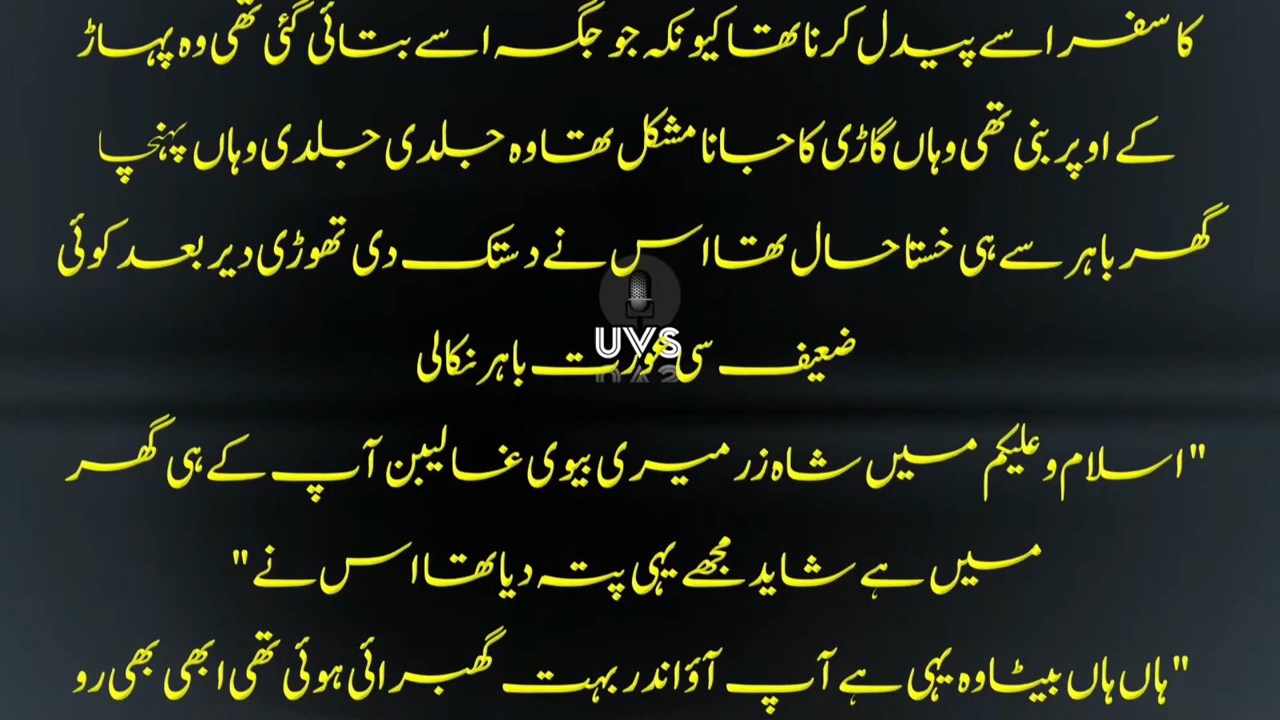 کا سفر اسے پیدل کرنا تھا کیونکہ جو جگہ اسے بتائی گئی تھی وہ پہاڑ
کے اوپر بنی تھی وہاں گاڑی کا جانا مشکل تھا وہ جلدی جلدی وہاں پہنچا
گھر باہر سے ہی خستا حال تھا اس نے دستک دی تھوڑی دیر بعد کوئی
ضعیف سی عورت باہر نکالی
UVS
"اسلام و علیکم میں شاہ زر میری بیوی غالیبن آپ کے ہی گھر
میں ہے شاید مجھے یہی پتہ دیا تھا اس نے"
"ہاں ہاں بیٹا وہ یہی ہے آپ آؤ اندر بہت گھبرائی ہوئی تھی ابھی بھی رو